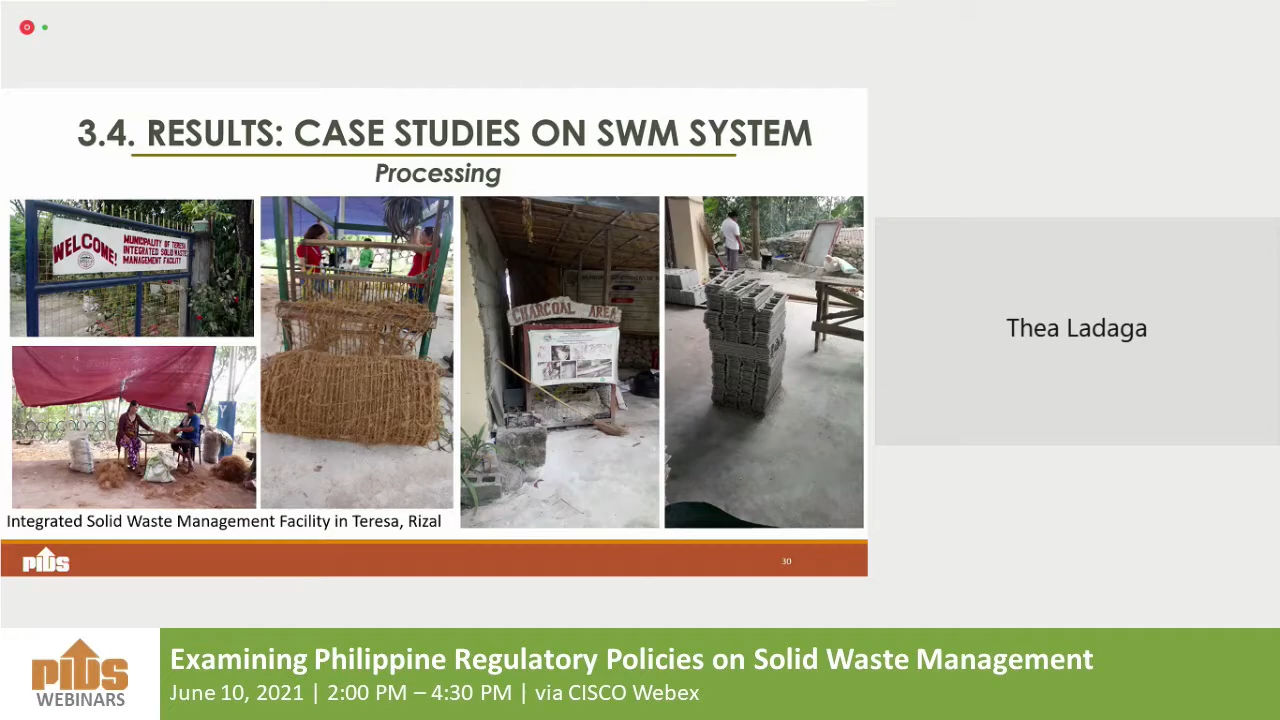 3.4. RESULTS: CASE STUDIES ON SWM SYSTEM
Processing
WELCOME!
MUNICIPALITY OF TERESA
INTEGRATED SOLID WASTE
MANAGEMENT FACILITY
CHARCOAL AREA
Integrated Solid Waste Management Facility in Teresa, Rizal
PIDS
30
Thea Ladaga
PIDS
WEBINARS
Examining Philippine Regulatory Policies on Solid Waste Management
June 10, 2021 | 2:00 PM – 4:30 PM | via CISCO Webex